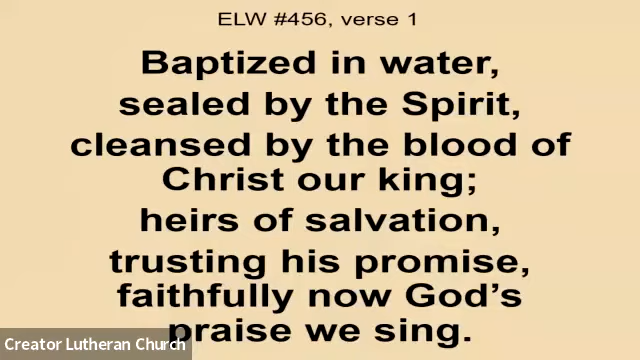 ELW #456, verse 1
Baptized in water,
sealed by the Spirit,
cleansed by the blood of
Christ our king;
heirs of salvation,
trusting his promise,
faithfully now God’s
praise we sing.
Creator Lutheran Church